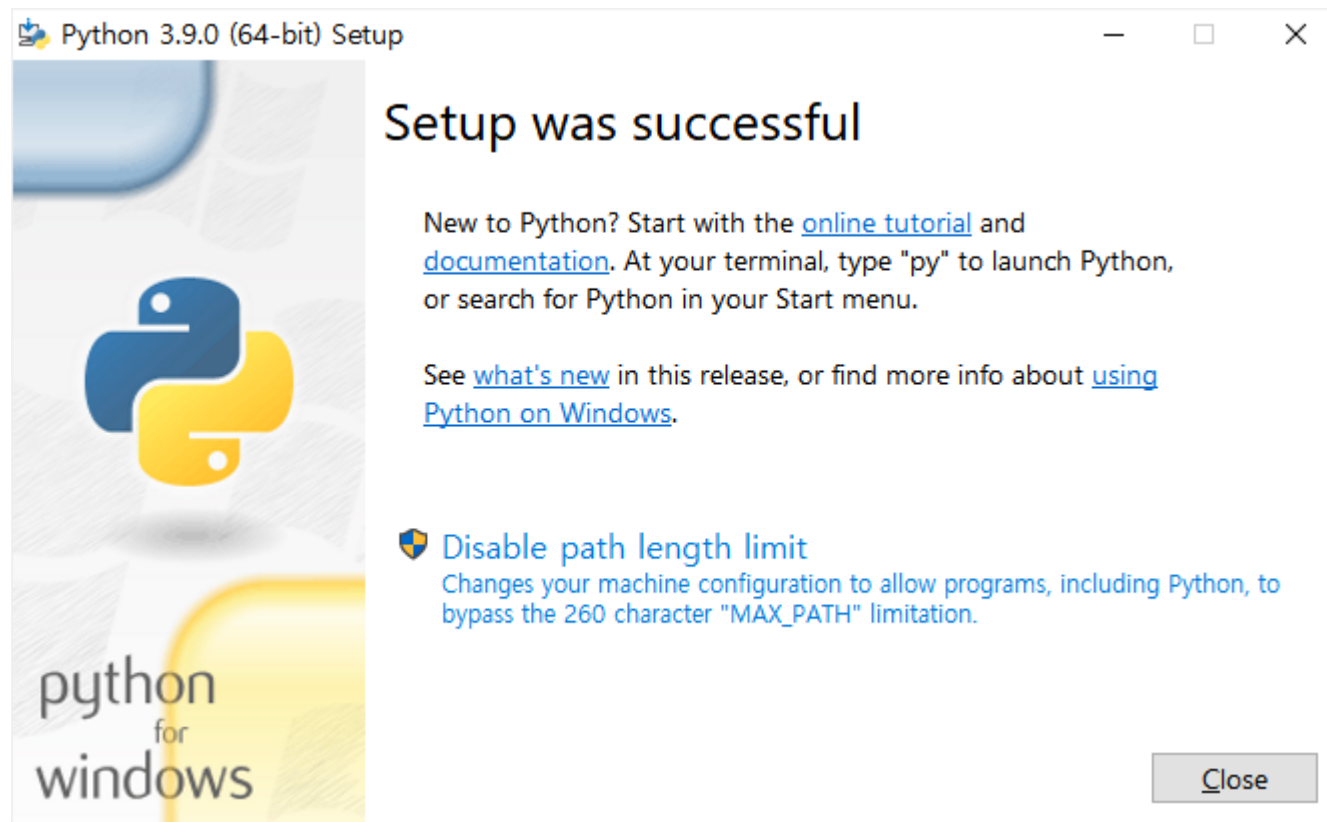 Python 3.9.0 (64-bit) Setup
Setup was successful
New to Python? Start with the online tutorial and
documentation. At your terminal, type "py" to launch Python,
or search for Python in your Start menu.
See what's new in this release, or find more info about using
Python on Windows.
Disable path length limit
Changes your machine configuration to allow programs, including Python, to
bypass the 260 character "MAX_PATH" limitation.
python
for
windows
Close